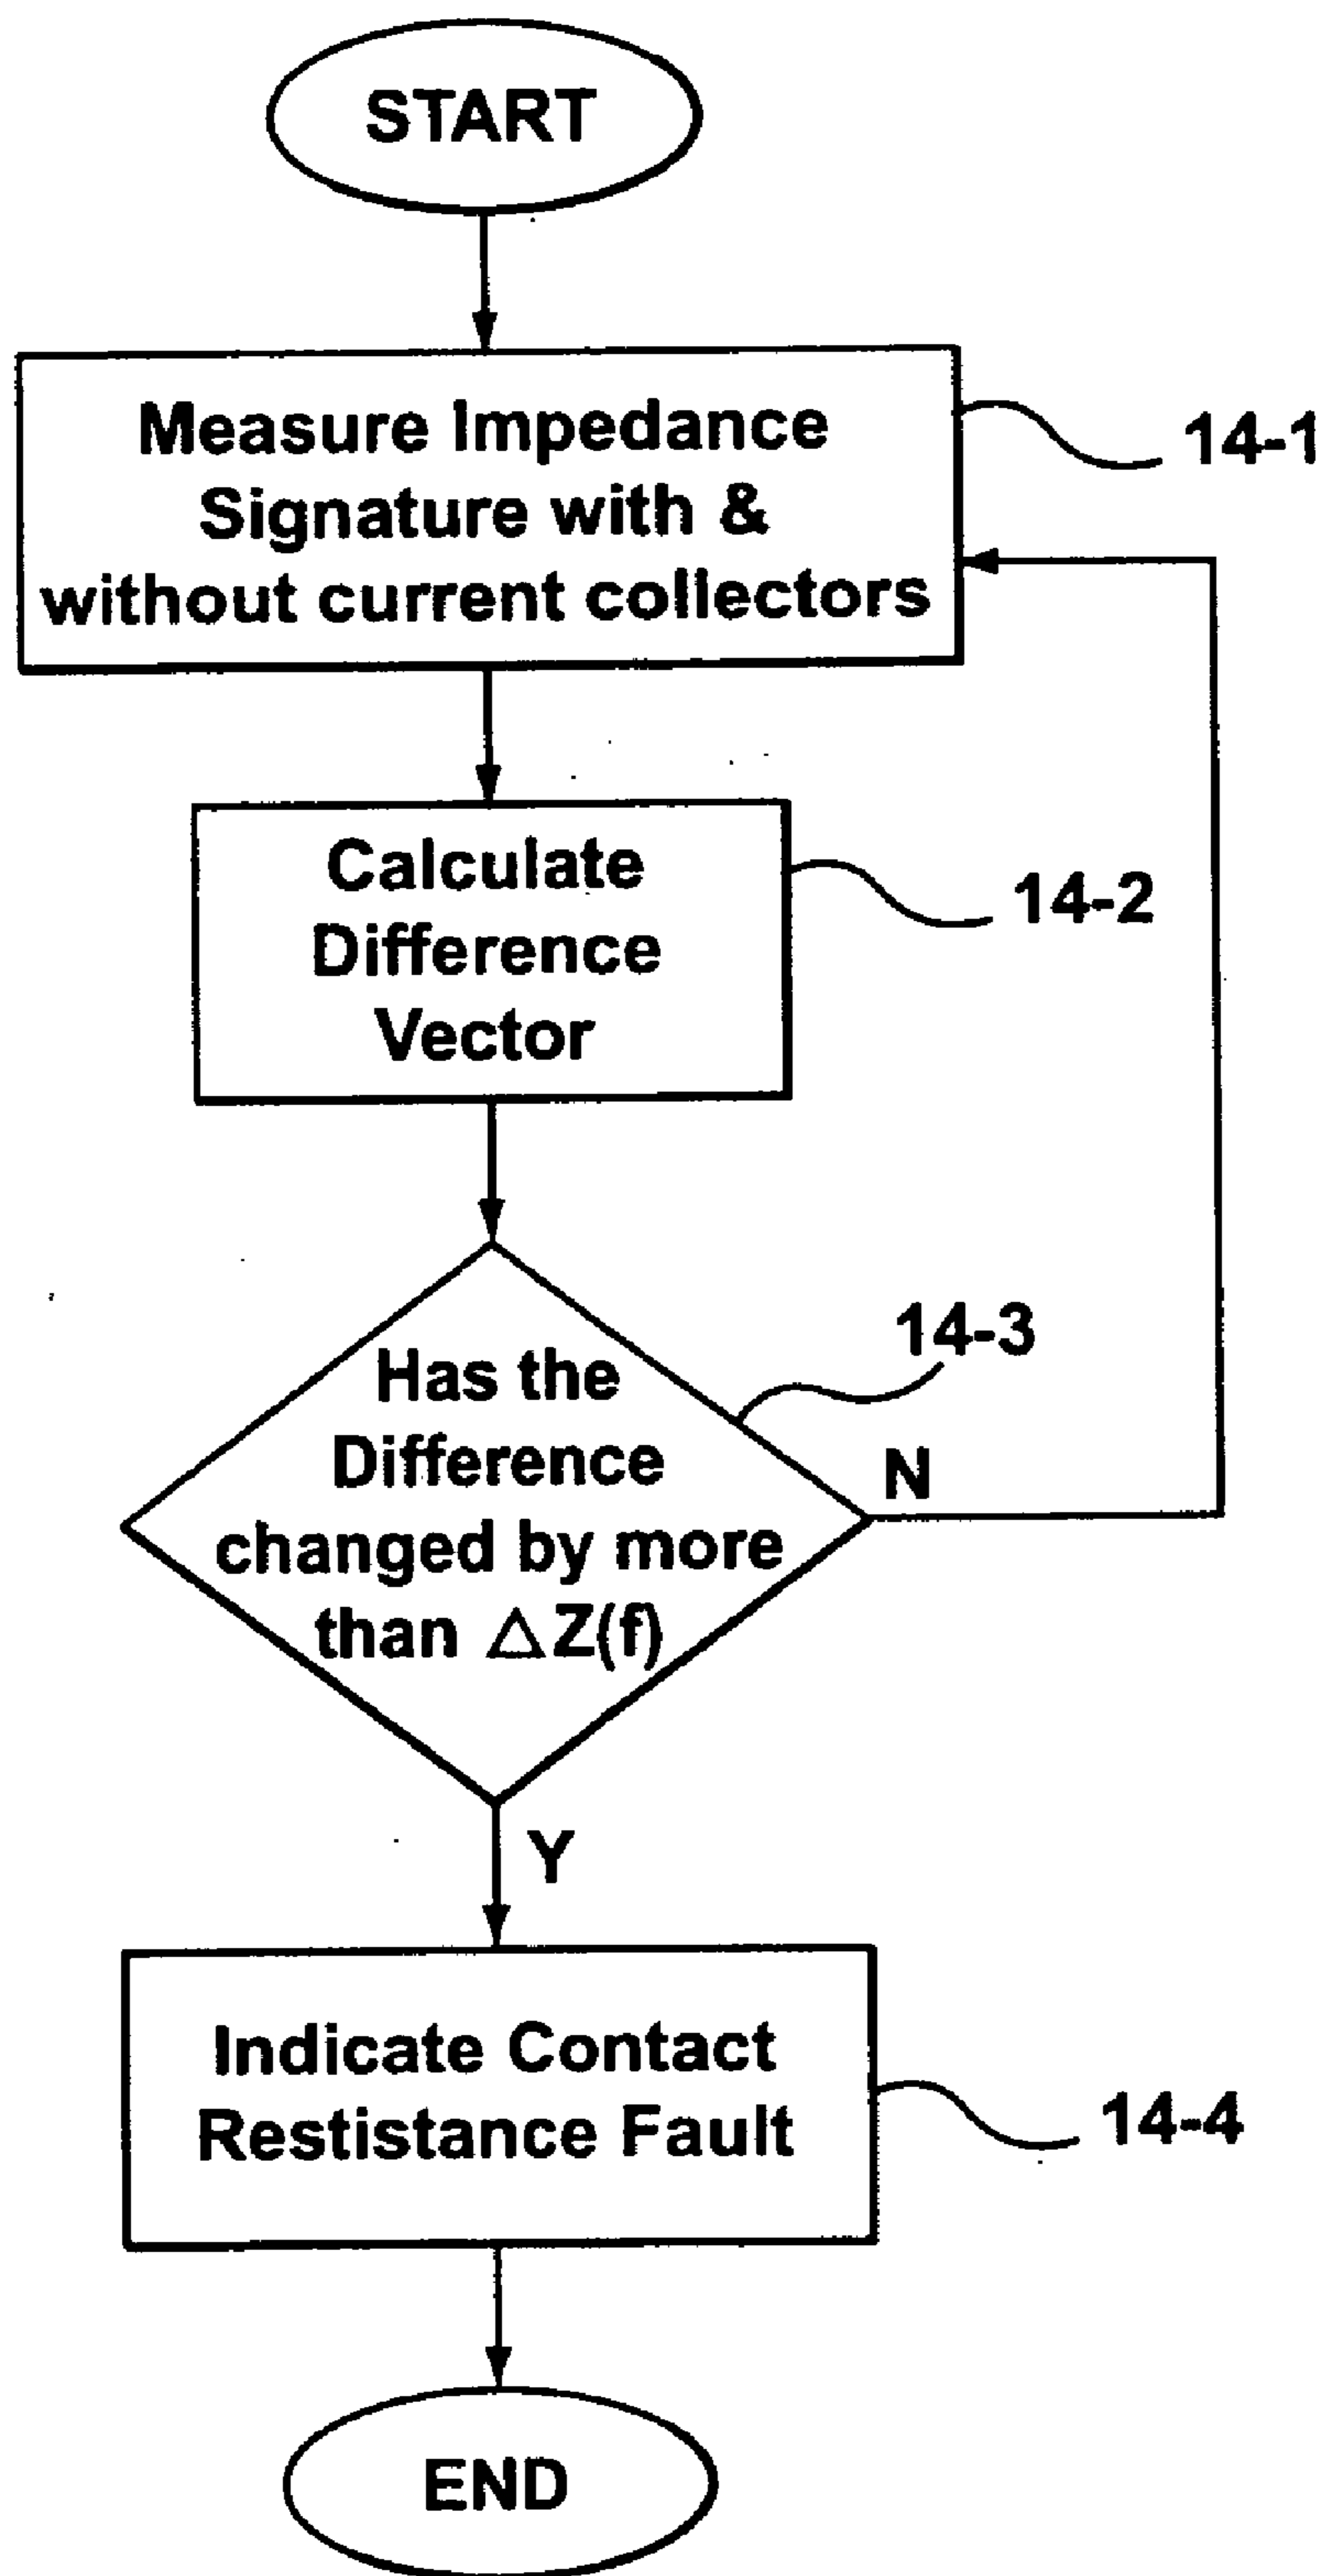 START
Measure Impedance
Signature with &
without current collectors
14-1
Calculate
Difference
Vector
14-2
Has the
Difference
changed by more
than △Z(f)
14-3
N
Y
Indicate Contact
Restistance Fault
14-4
END